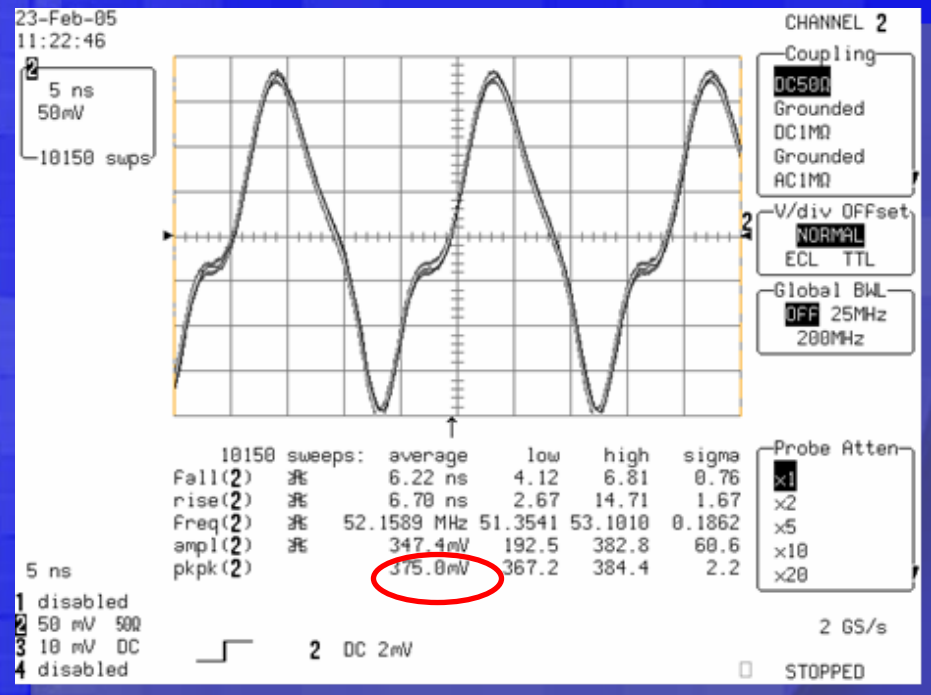 23-Feb-05
11:22:46
2
5 ns
50mV
10150 swps
CHANNEL 2
Coupling
DC50Ω
Grounded
DC1MΩ
Grounded
AC1MΩ
2
V/div OFFset
NORMAL
ECL TTL
Global BWL
OFF 25MHz
200MHz
10150 sweeps: average low high sigma
fall(2) 6.22 ns 4.12 6.81 0.76
rise(2) 6.70 ns 2.67 14.71 1.67
freq(2) 52.1589 MHz 51.3541 53.1010 0.1862
ampl(2) 347.4mV 192.5 382.8 60.6
pkpk(2) 375.0mV 367.2 384.4 2.2
Probe Atten
x1
x2
x5
x10
x20
5 ns
1 disabled
2 50 mV 50Ω
3 10 mV DC
4 disabled
2 DC 2mV
2 GS/s
STOPPED